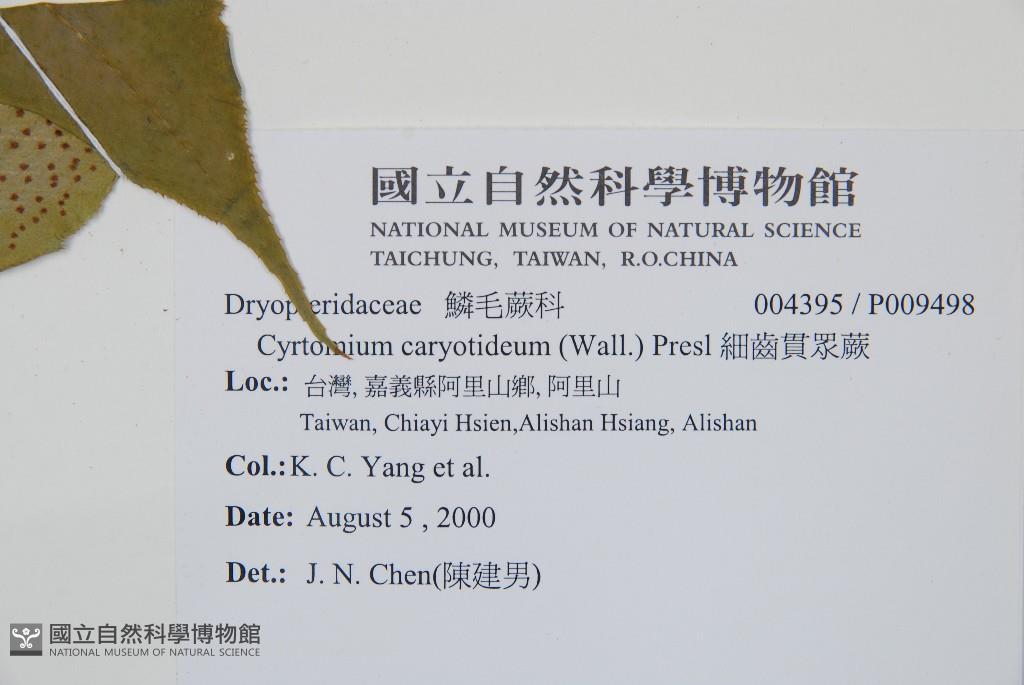 國立自然科學博物館
NATIONAL MUSEUM OF NATURAL SCIENCE
TAICHUNG, TAIWAN, R.O.CHINA
Dryopteridaceae 鱗毛蕨科 004395 / P009498
Cyrtomium caryotideum (Wall.) Presl 細齒貫眾蕨
Loc.: 台灣, 嘉義縣阿里山鄉, 阿里山
Taiwan, Chiayi Hsien,Alishan Hsiang, Alishan
Col.: K. C. Yang et al.
Date: August 5 , 2000
Det.: J. N. Chen(陳建男)
國立自然科學博物館
NATIONAL MUSEUM OF NATURAL SCIENCE